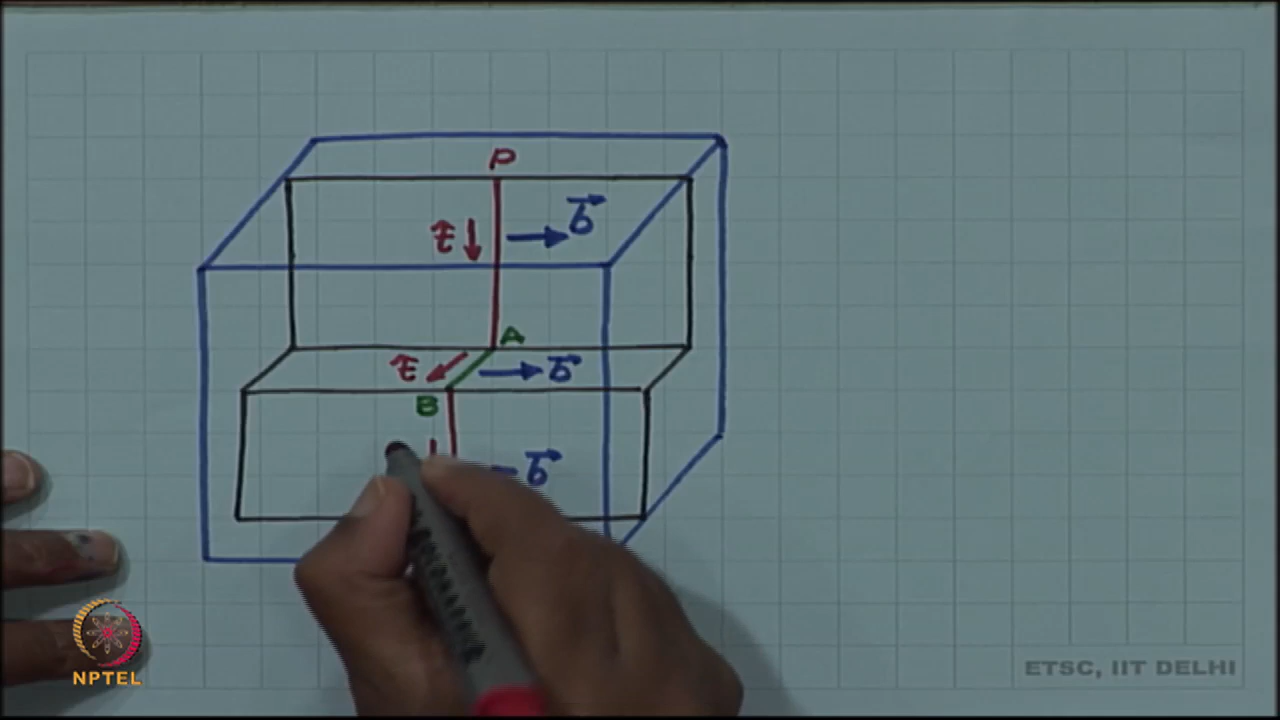 P
t̂ b⃗
A
t̂ b⃗
B
b⃗
NPTEL
ETSC, IIT DELHI